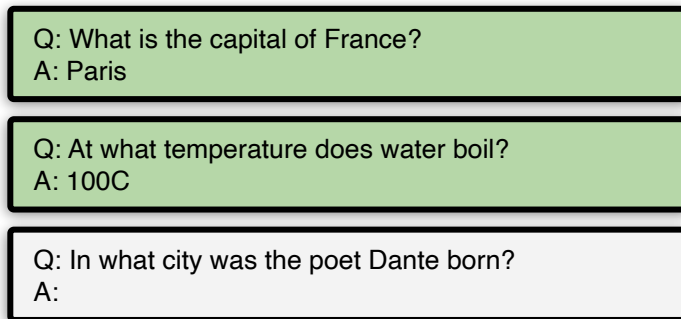 Q: What is the capital of France?
A: Paris
Q: At what temperature does water boil?
A: 100C
Q: In what city was the poet Dante born?
A: